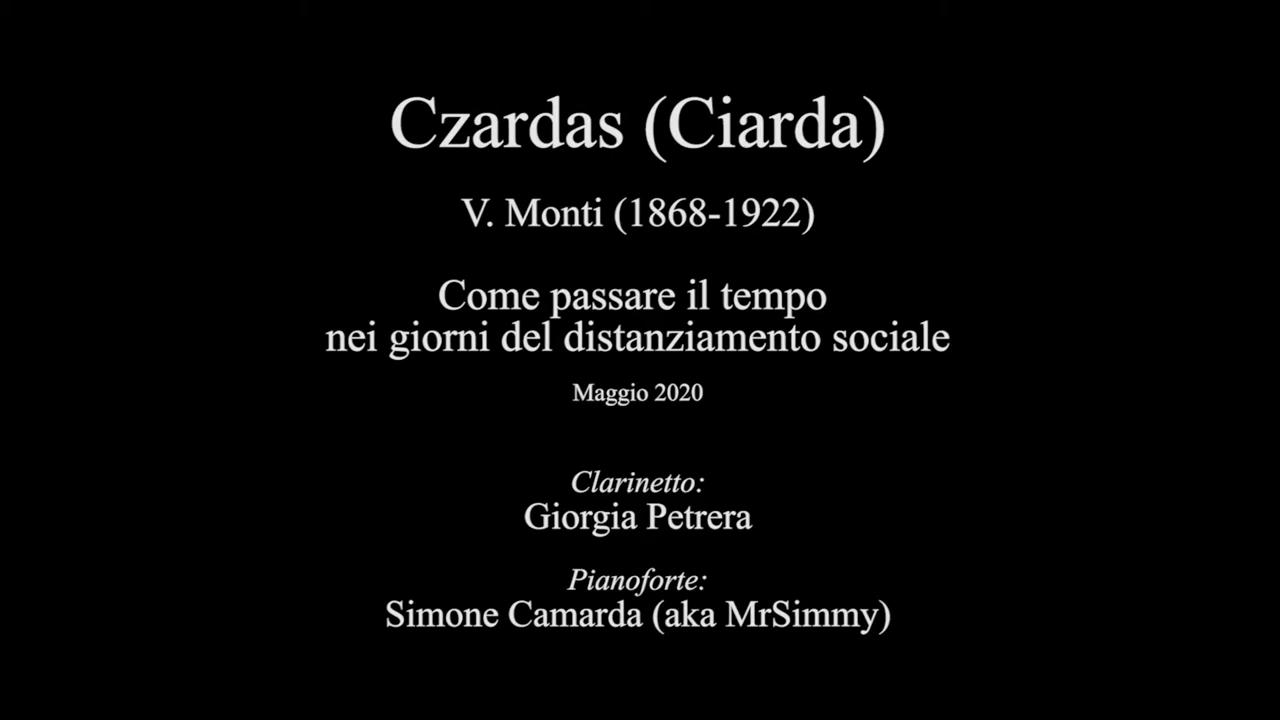 Czardas (Ciarda)
V. Monti (1868-1922)
Come passare il tempo
nei giorni del distanziamento sociale
Maggio 2020
Clarinetto:
Giorgia Petrera
Pianoforte:
Simone Camarda (aka MrSimmy)